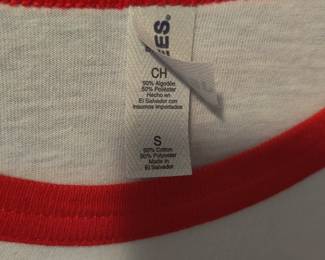 CH
50% Algodón
50% Poliester
Hecho en
El Salvador con
insumos importados
S
50% Cotton
50% Polyester
Made in
El Salvador